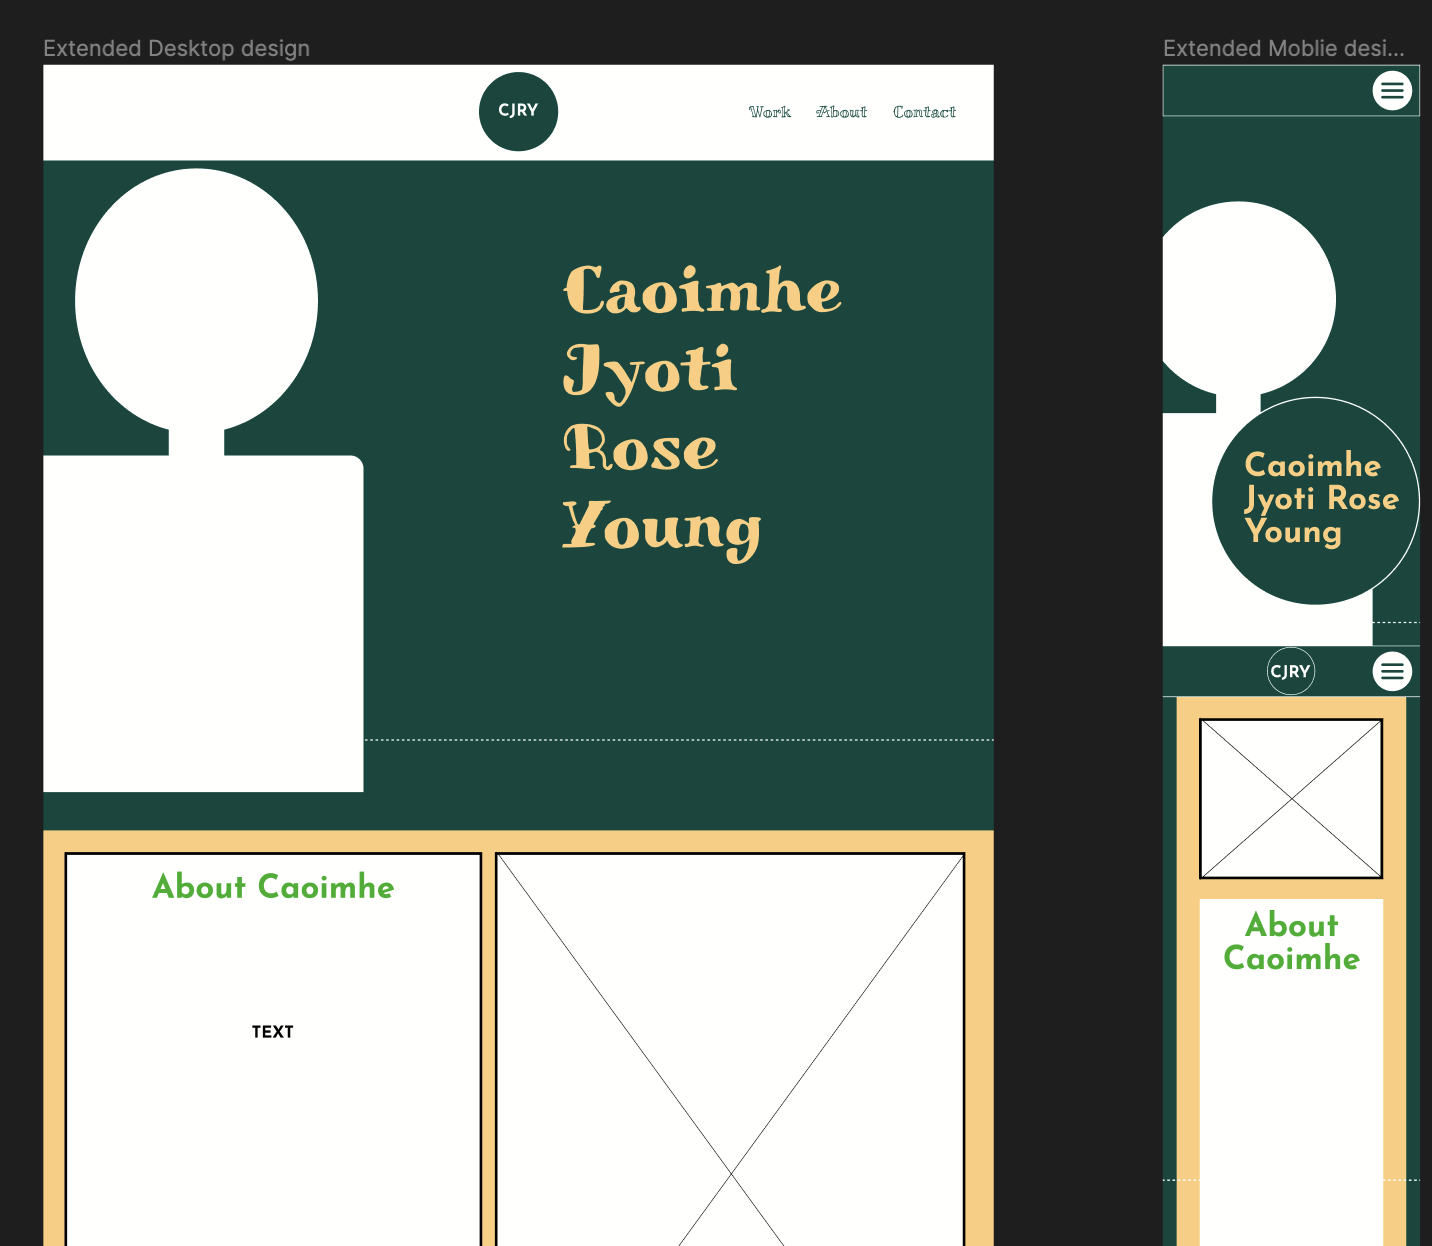 Extended Desktop design
Extended Moblie desi...
CJRY
Work About Contact
Caoimhe
Jyoti
Rose
Young
Caoimhe
Jyoti Rose
Young
CJRY
About Caoimhe
TEXT
About
Caoimhe